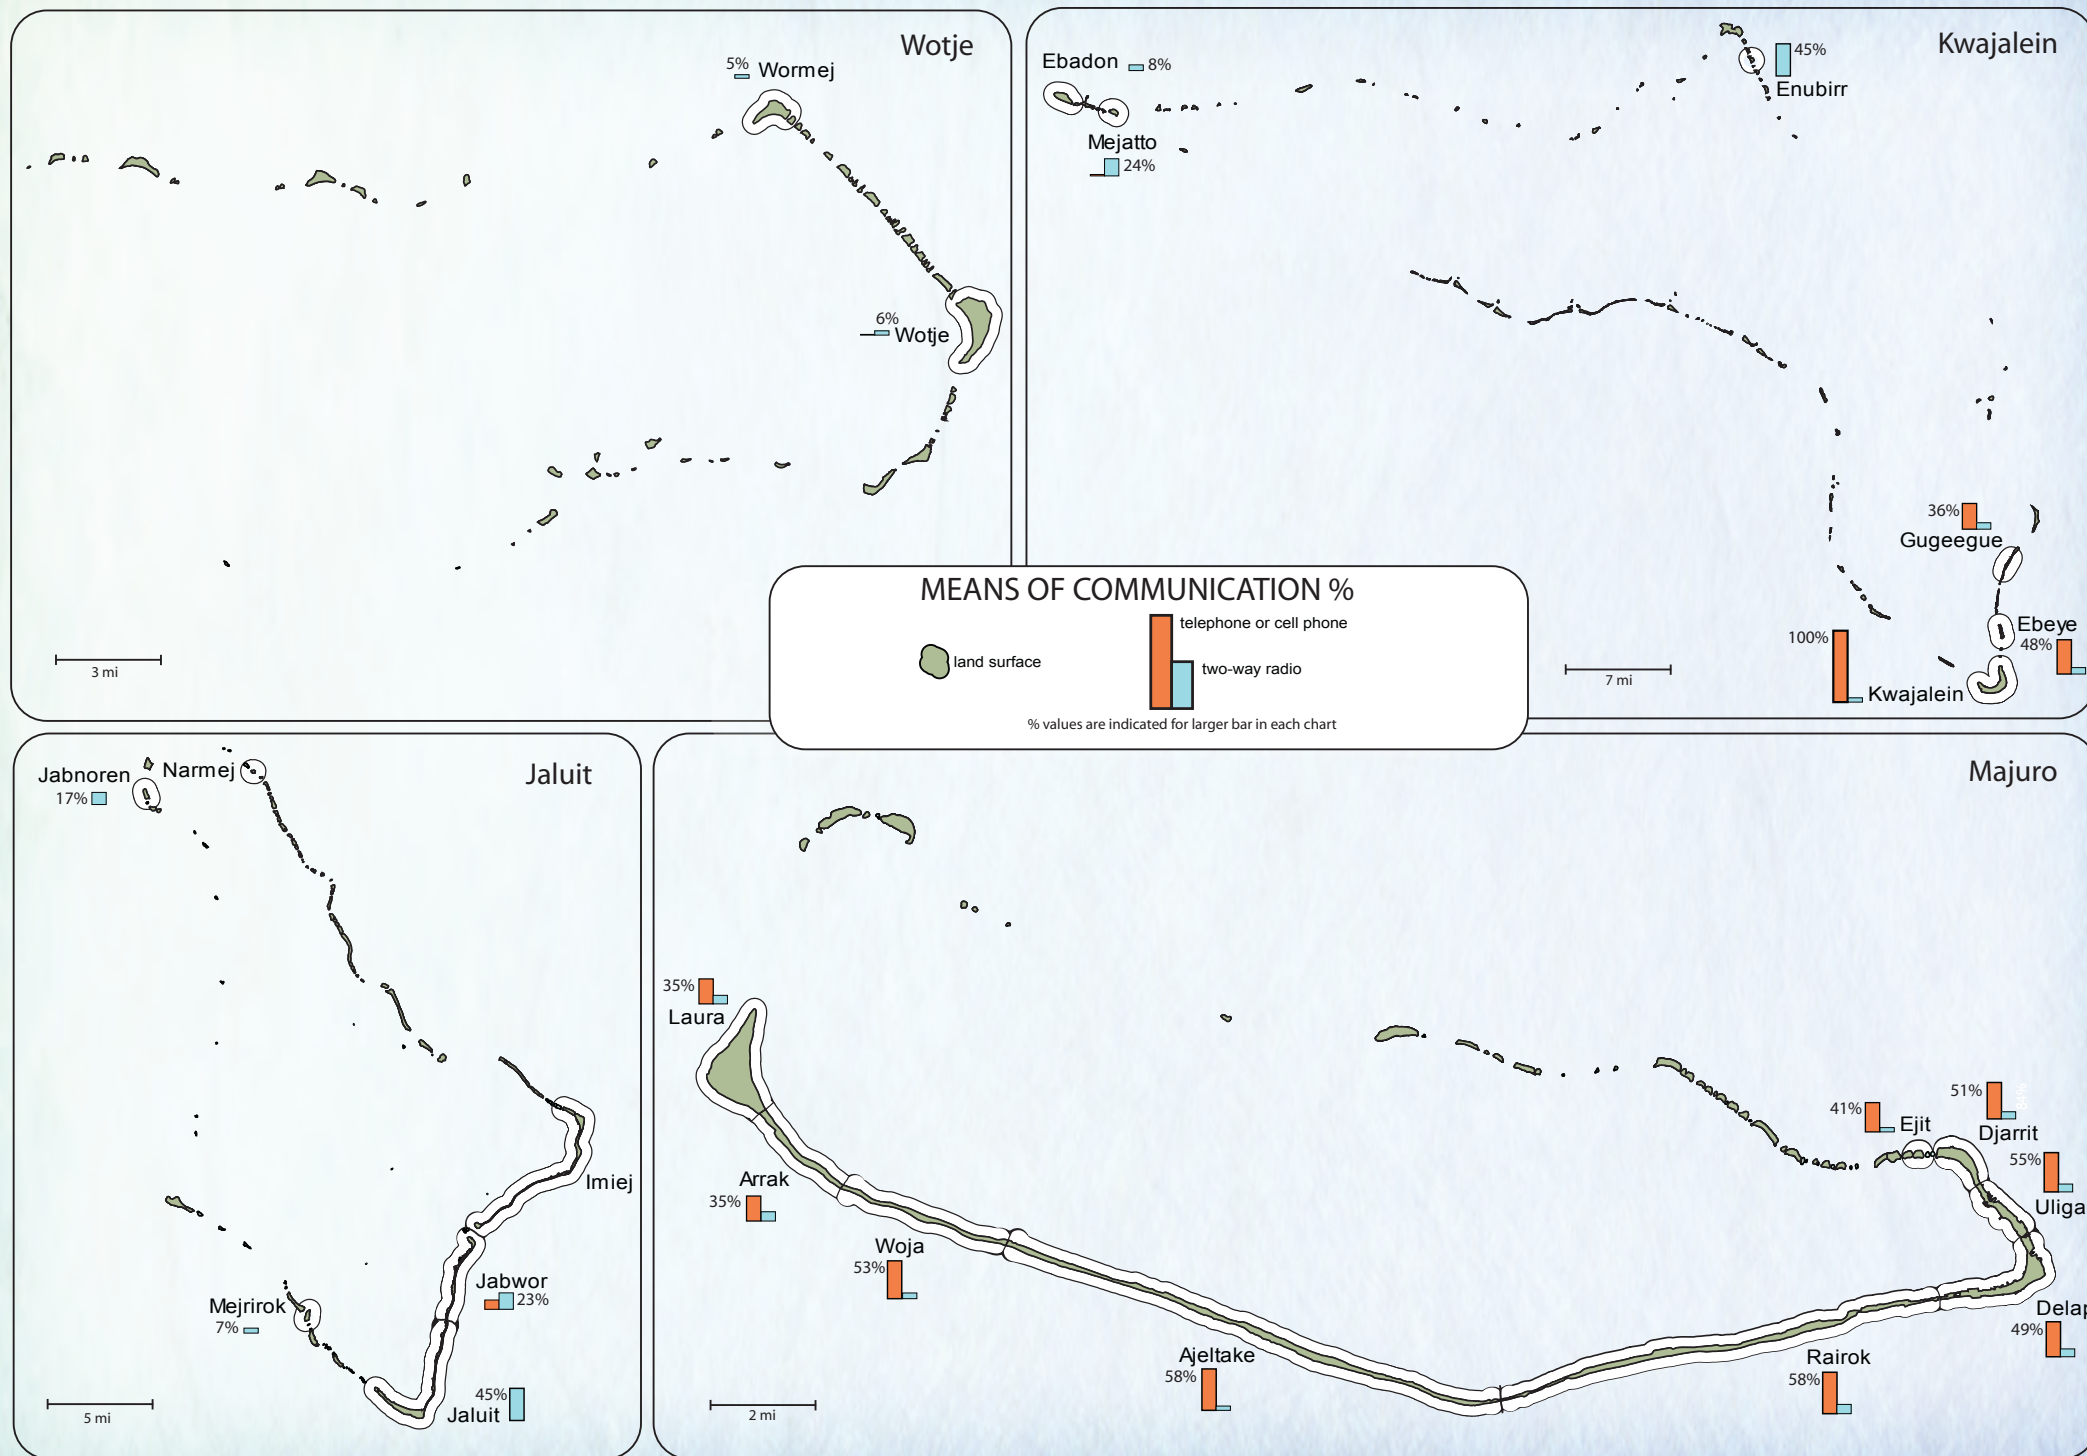 Wotje
5%
Wormej
6%
Wotje
3 mi
Kwajalein
Ebadon
8%
Mejatto
24%
45%
Enubirr
36%
Gugeegue
Ebeye
48%
100%
Kwajalein
7 mi
MEANS OF COMMUNICATION %
telephone or cell phone
land surface
two-way radio
% values are indicated for larger bar in each chart
Jaluit
Jabnoren
17%
Narmej
Imiej
Jabwor
23%
Mejrirok
7%
45%
Jaluit
5 mi
Majuro
35%
Laura
Arrak
35%
Woja
53%
Ajeltake
58%
Rairok
58%
41%
Ejit
51%
84%
Djarrit
55%
Uliga
Delap
49%
2 mi